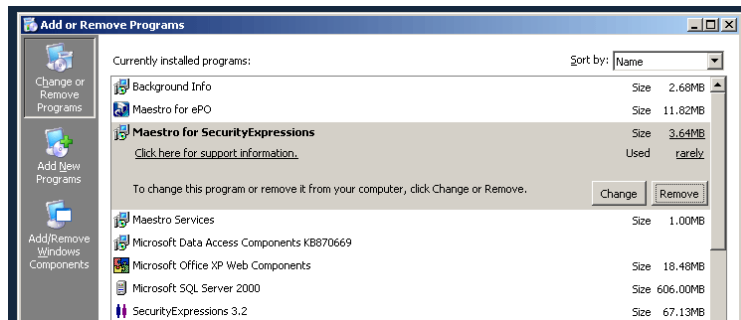 Add or Remove Programs
Change or
Remove
Programs
Add New
Programs
Add/Remove
Windows
Components
Currently installed programs:
Sort by: Name
Background Info Size 2.68MB
Maestro for ePO Size 11.82MB
Maestro for SecurityExpressions Size 3.64MB
Click here for support information. Used rarely
To change this program or remove it from your computer, click Change or Remove. Change Remove
Maestro Services Size 1.00MB
Microsoft Data Access Components KB870669
Microsoft Office XP Web Components Size 18.48MB
Microsoft SQL Server 2000 Size 606.00MB
SecurityExpressions 3.2 Size 67.13MB